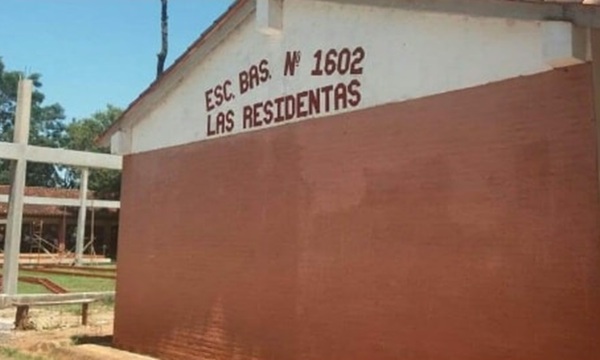 ESC. BAS. Nº 1602
LAS RESIDENTAS